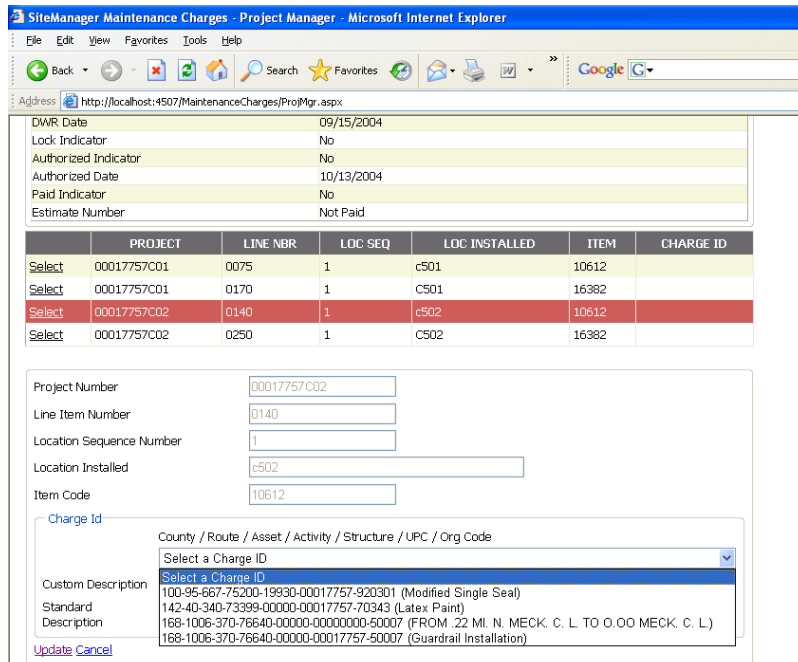 SiteManager Maintenance Charges - Project Manager - Microsoft Internet Explorer
File Edit View Favorites Tools Help
Back Search Favorites W » Google G
Address http://localhost:4507/MaintenanceCharges/ProjMgr.aspx
DWR Date 09/15/2004
Lock Indicator No
Authorized Indicator No
Authorized Date 10/13/2004
Paid Indicator No
Estimate Number Not Paid
PROJECT LINE NBR LOC SEQ LOC INSTALLED ITEM CHARGE ID
Select 00017757C01 0075 1 c501 10612
Select 00017757C01 0170 1 C501 16382
Select 00017757C02 0140 1 c502 10612
Select 00017757C02 0250 1 C502 16382
Project Number 00017757C02
Line Item Number 0140
Location Sequence Number 1
Location Installed c502
Item Code 10612
Charge Id
County / Route / Asset / Activity / Structure / UPC / Org Code
Select a Charge ID
Select a Charge ID
Custom Description 100-95-667-75200-19930-00017757-920301 (Modified Single Seal)
Standard 142-40-340-73399-00000-00017757-70343 (Latex Paint)
Description 168-1006-370-76640-00000-00000000-50007 (FROM .22 MI. N. MECK. C. L. TO O.OO MECK. C. L.)
168-1006-370-76640-00000-00017757-50007 (Guardrail Installation)
Update Cancel